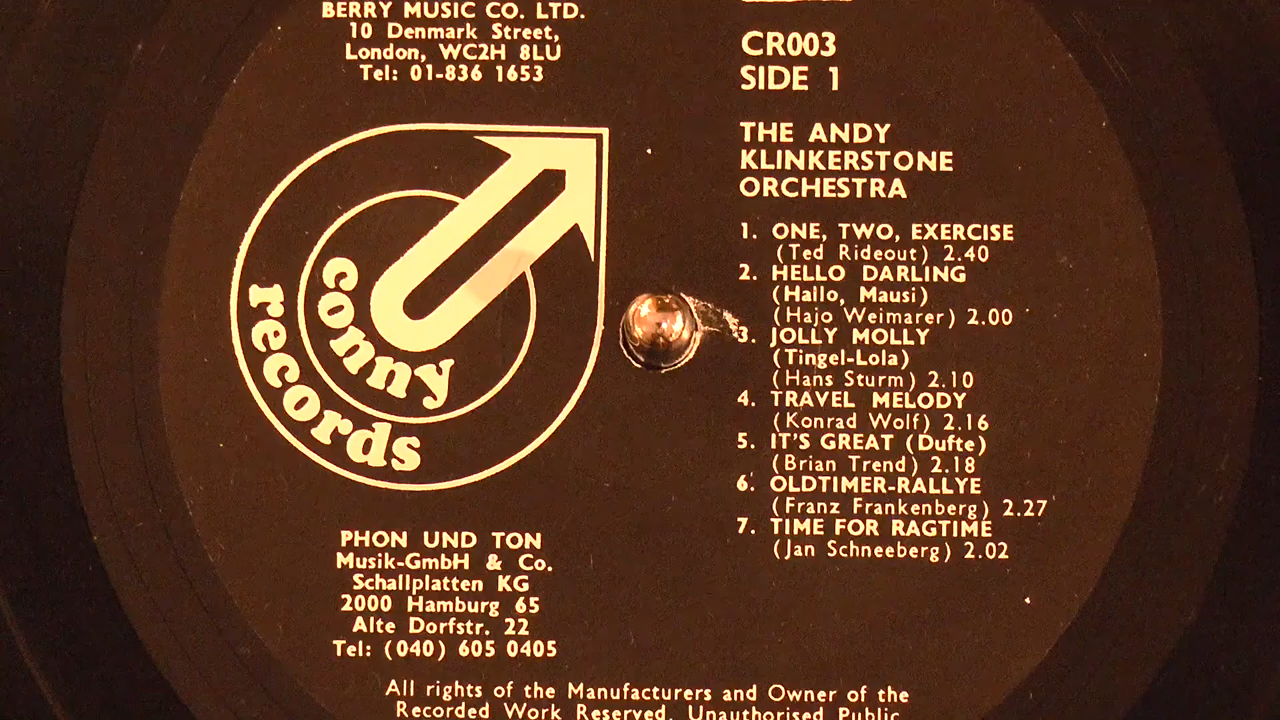 BERRY MUSIC CO. LTD.
10 Denmark Street,
London, WC2H 8LU
Tel: 01-836 1653
conny
records
PHON UND TON
Musik-GmbH & Co.
Schallplatten KG
2000 Hamburg 65
Alte Dorfstr. 22
Tel: (040) 605 0405
CR003
SIDE 1
THE ANDY
KLINKERSTONE
ORCHESTRA
1. ONE, TWO, EXERCISE
(Ted Rideout) 2.40
2. HELLO DARLING
(Hallo, Mausi)
(Hajo Weimarer) 2.00
3. JOLLY MOLLY
(Tingel-Lola)
(Hans Sturm) 2.10
4. TRAVEL MELODY
(Konrad Wolf) 2.16
5. IT'S GREAT (Dufte)
(Brian Trend) 2.18
6. OLDTIMER-RALLYE
(Franz Frankenberg) 2.27
7. TIME FOR RAGTIME
(Jan Schneeberg) 2.02
All rights of the Manufacturers and Owner of the
Recorded Work Reserved. Unauthorised Public